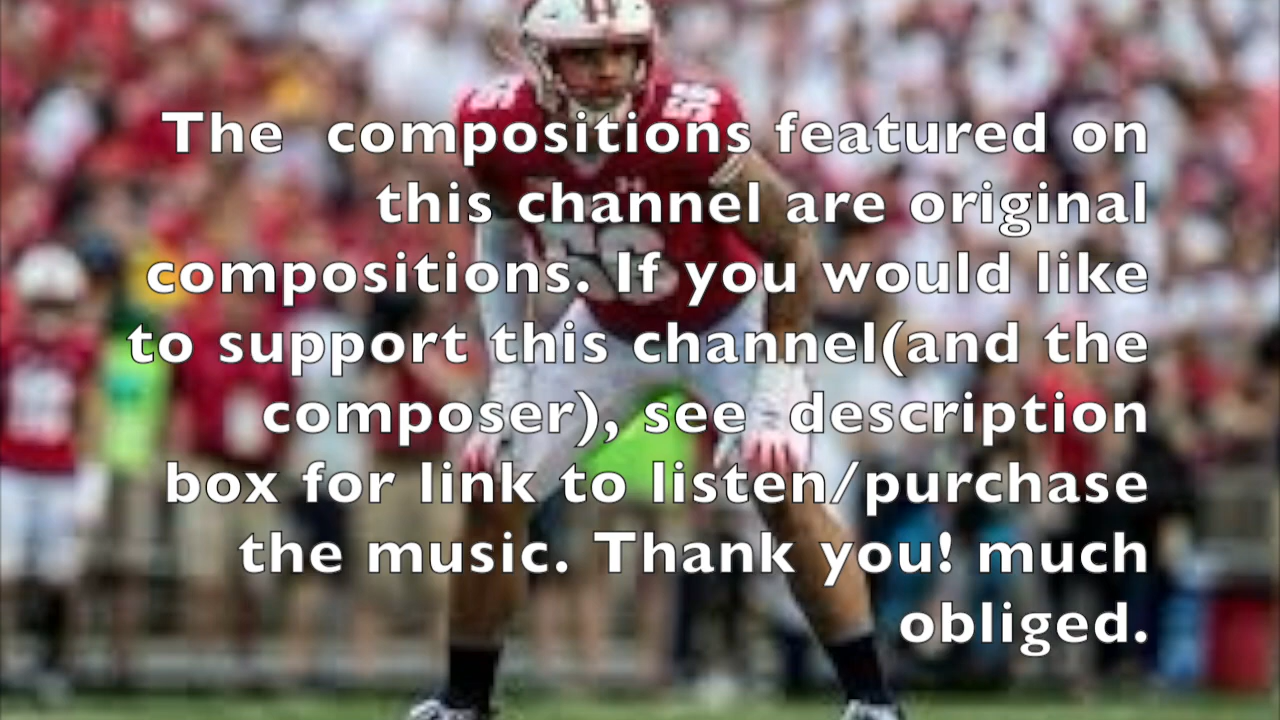 The  compositions featured on
this channel are original
compositions. If you would like
to support this channel(and the
composer), see  description
box for link to listen/purchase
the music. Thank you! much
obliged.